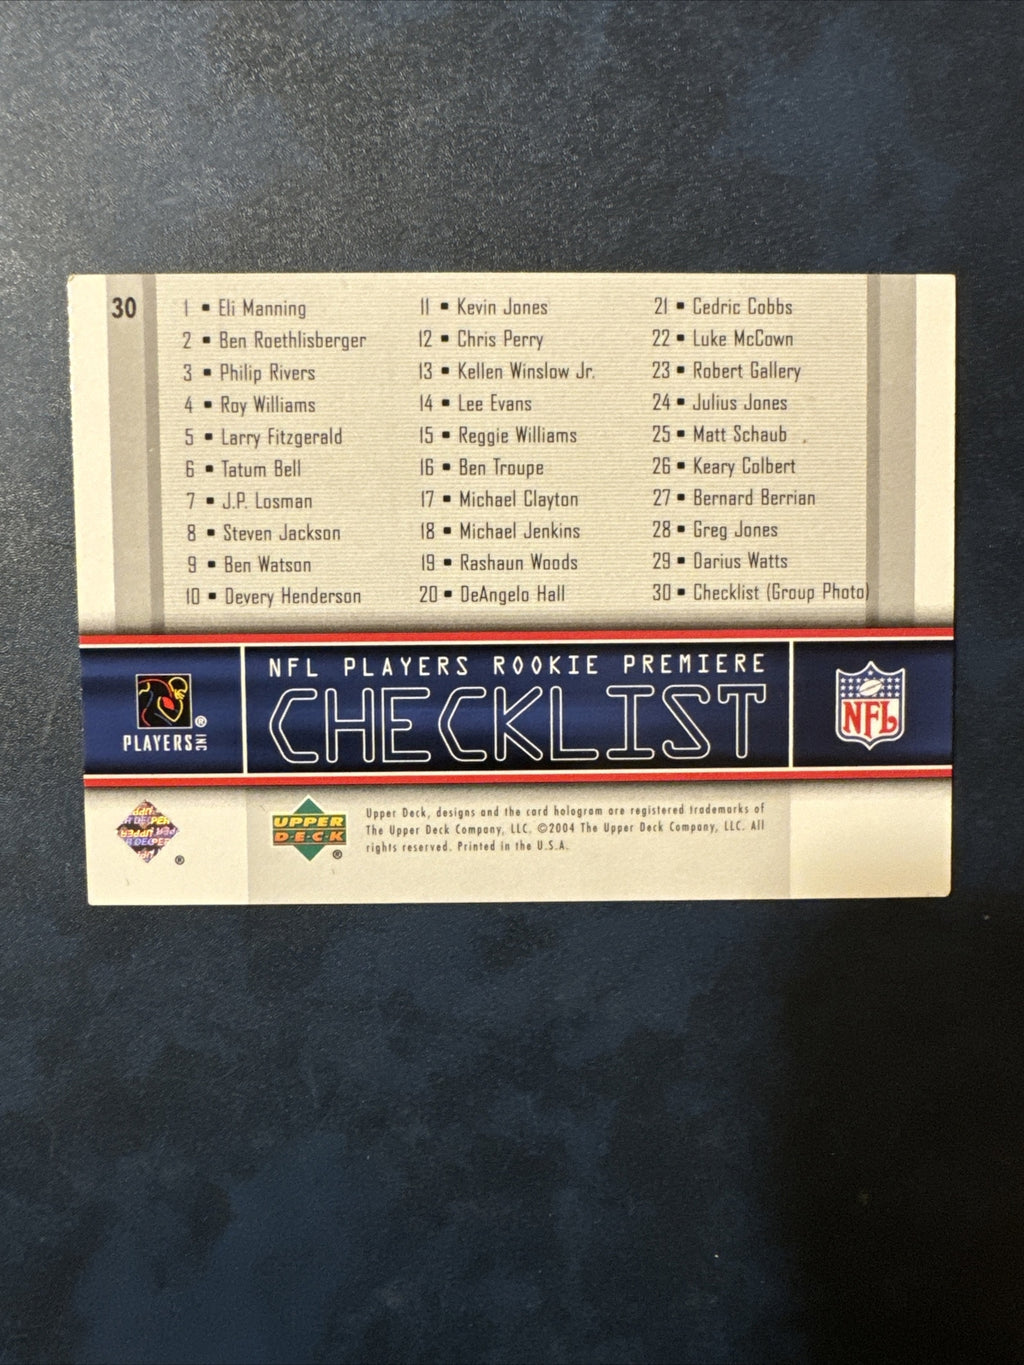 30
1 ▪ Eli Manning
2 ▪ Ben Roethlisberger
3 ▪ Philip Rivers
4 ▪ Roy Williams
5 ▪ Larry Fitzgerald
6 ▪ Tatum Bell
7 ▪ J.P. Losman
8 ▪ Steven Jackson
9 ▪ Ben Watson
10 ▪ Devery Henderson
11 ▪ Kevin Jones
12 ▪ Chris Perry
13 ▪ Kellen Winslow Jr.
14 ▪ Lee Evans
15 ▪ Reggie Williams
16 ▪ Ben Troupe
17 ▪ Michael Clayton
18 ▪ Michael Jenkins
19 ▪ Rashaun Woods
20 ▪ DeAngelo Hall
21 ▪ Cedric Cobbs
22 ▪ Luke McCown
23 ▪ Robert Gallery
24 ▪ Julius Jones
25 ▪ Matt Schaub
26 ▪ Keary Colbert
27 ▪ Bernard Berrian
28 ▪ Greg Jones
29 ▪ Darius Watts
30 ▪ Checklist (Group Photo)
NFL PLAYERS ROOKIE PREMIERE
CHECKLIST
®
PLAYERS INC
NFL
®
UPPER
DECK
®
Upper Deck, designs and the card hologram are registered trademarks of
The Upper Deck Company, LLC. ©2004 The Upper Deck Company, LLC. All
rights reserved. Printed in the U.S.A.